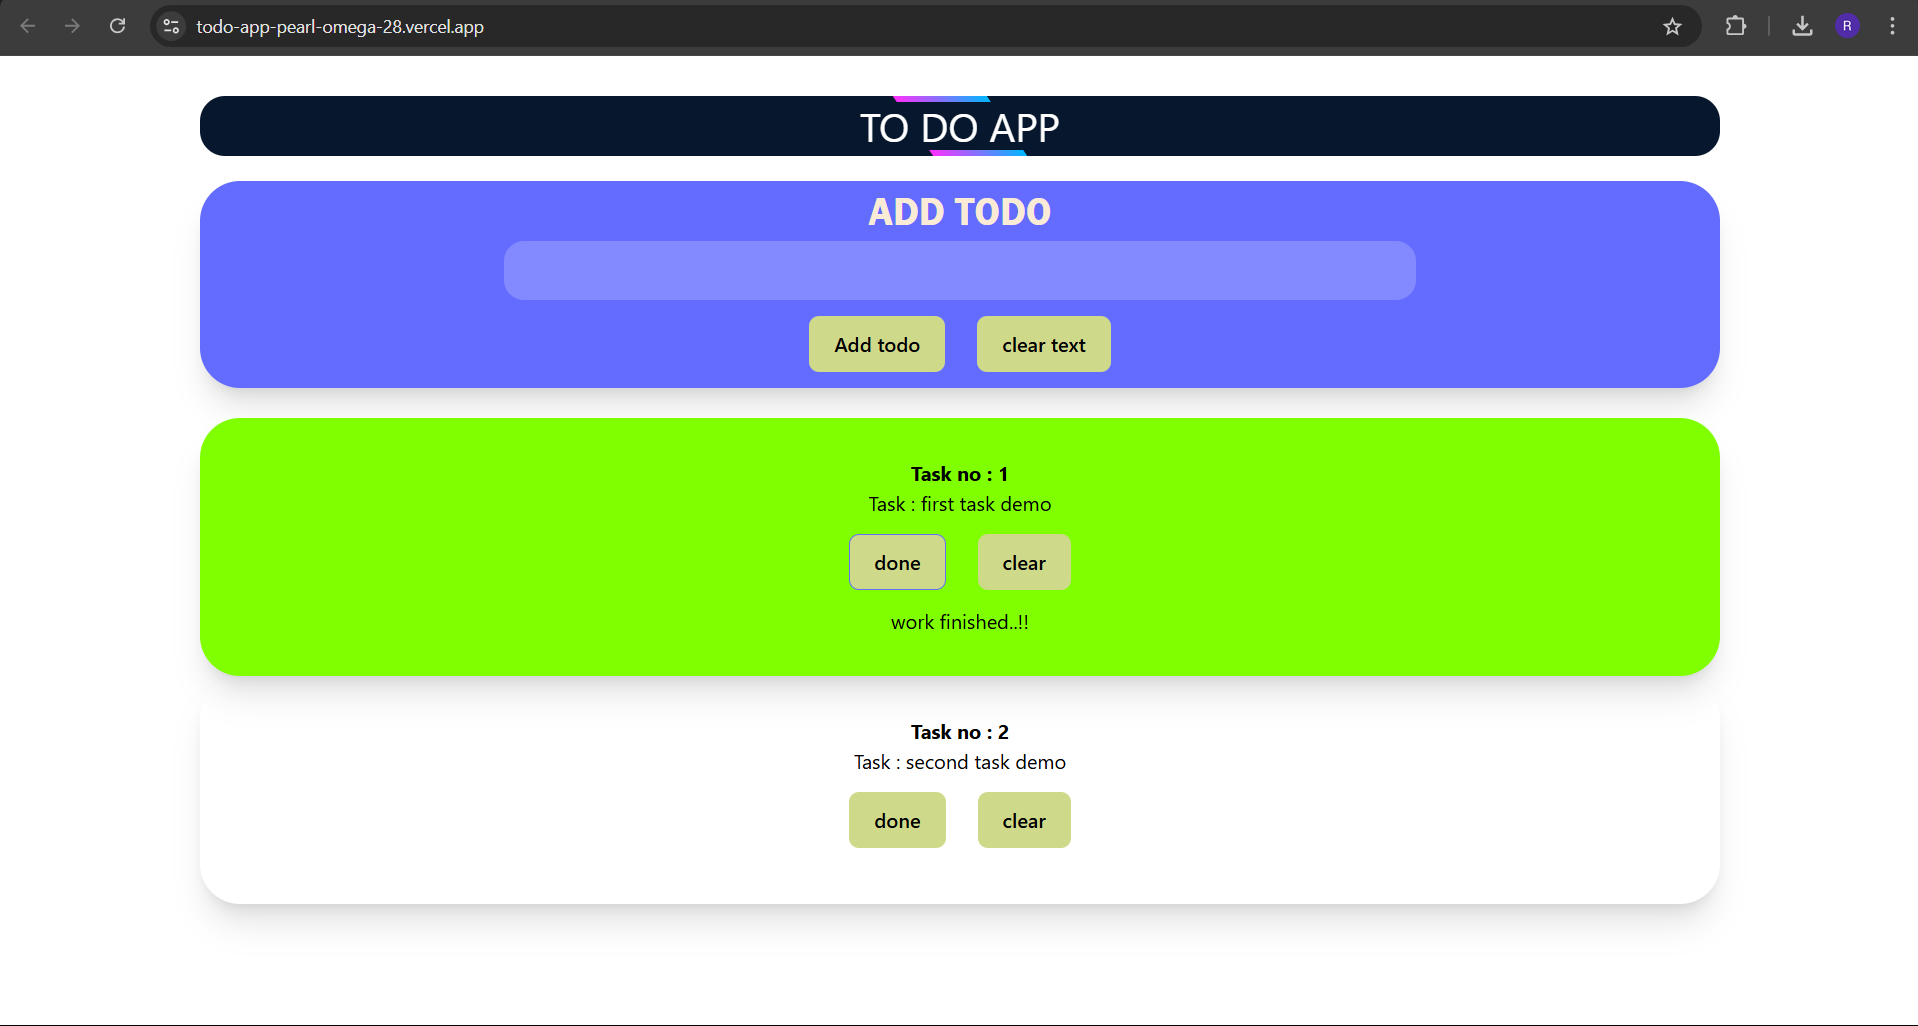 todo-app-pearl-omega-28.vercel.app
R
TO DO APP
ADD TODO
Add todo clear text
Task no : 1
Task : first task demo
done clear
work finished..!!
Task no : 2
Task : second task demo
done clear